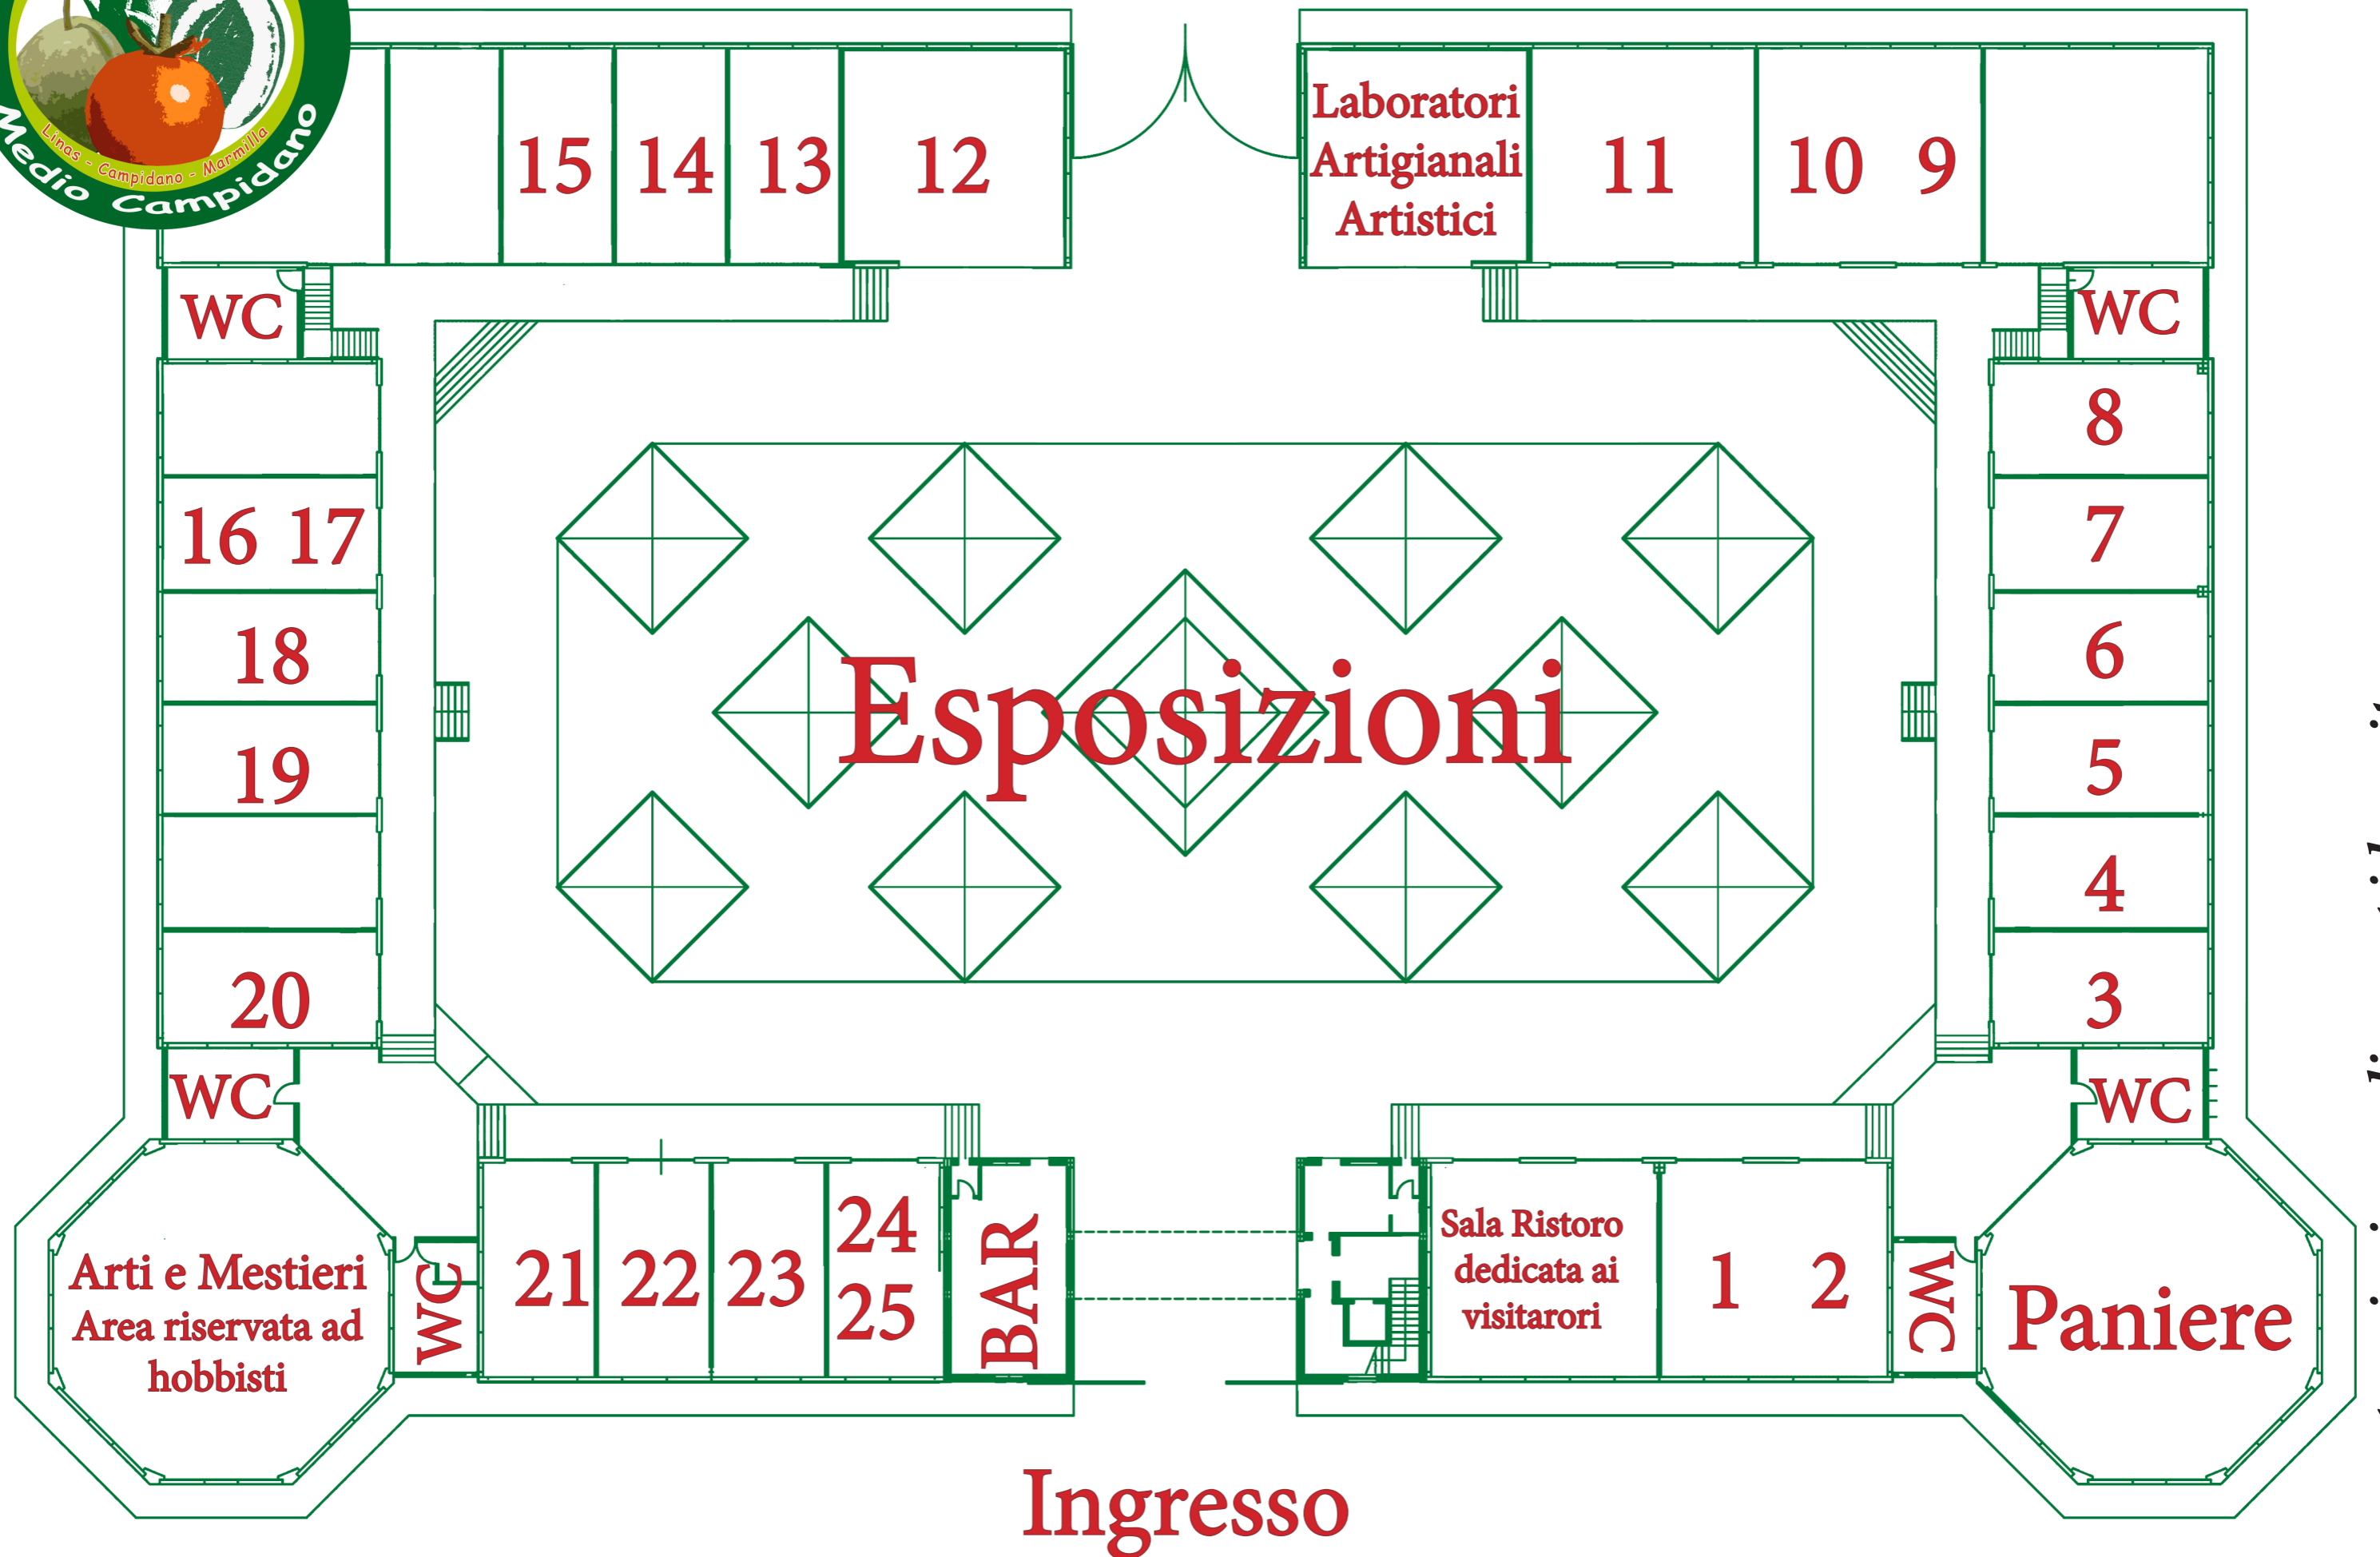 Medio Campidano
Linas - Campidano - Marmilla
15 14 13 12
Laboratori
Artigianali
Artistici
11 10 9
WC
WC
8
16 17
7
18
6
Esposizioni
19
5
4
20
3
WC
WC
Arti e Mestieri
Area riservata ad
hobbisti
WC
21 22 23
24
25
BAR
Sala Ristoro
dedicata ai
visitarori
1 2
WC
Paniere
Ingresso